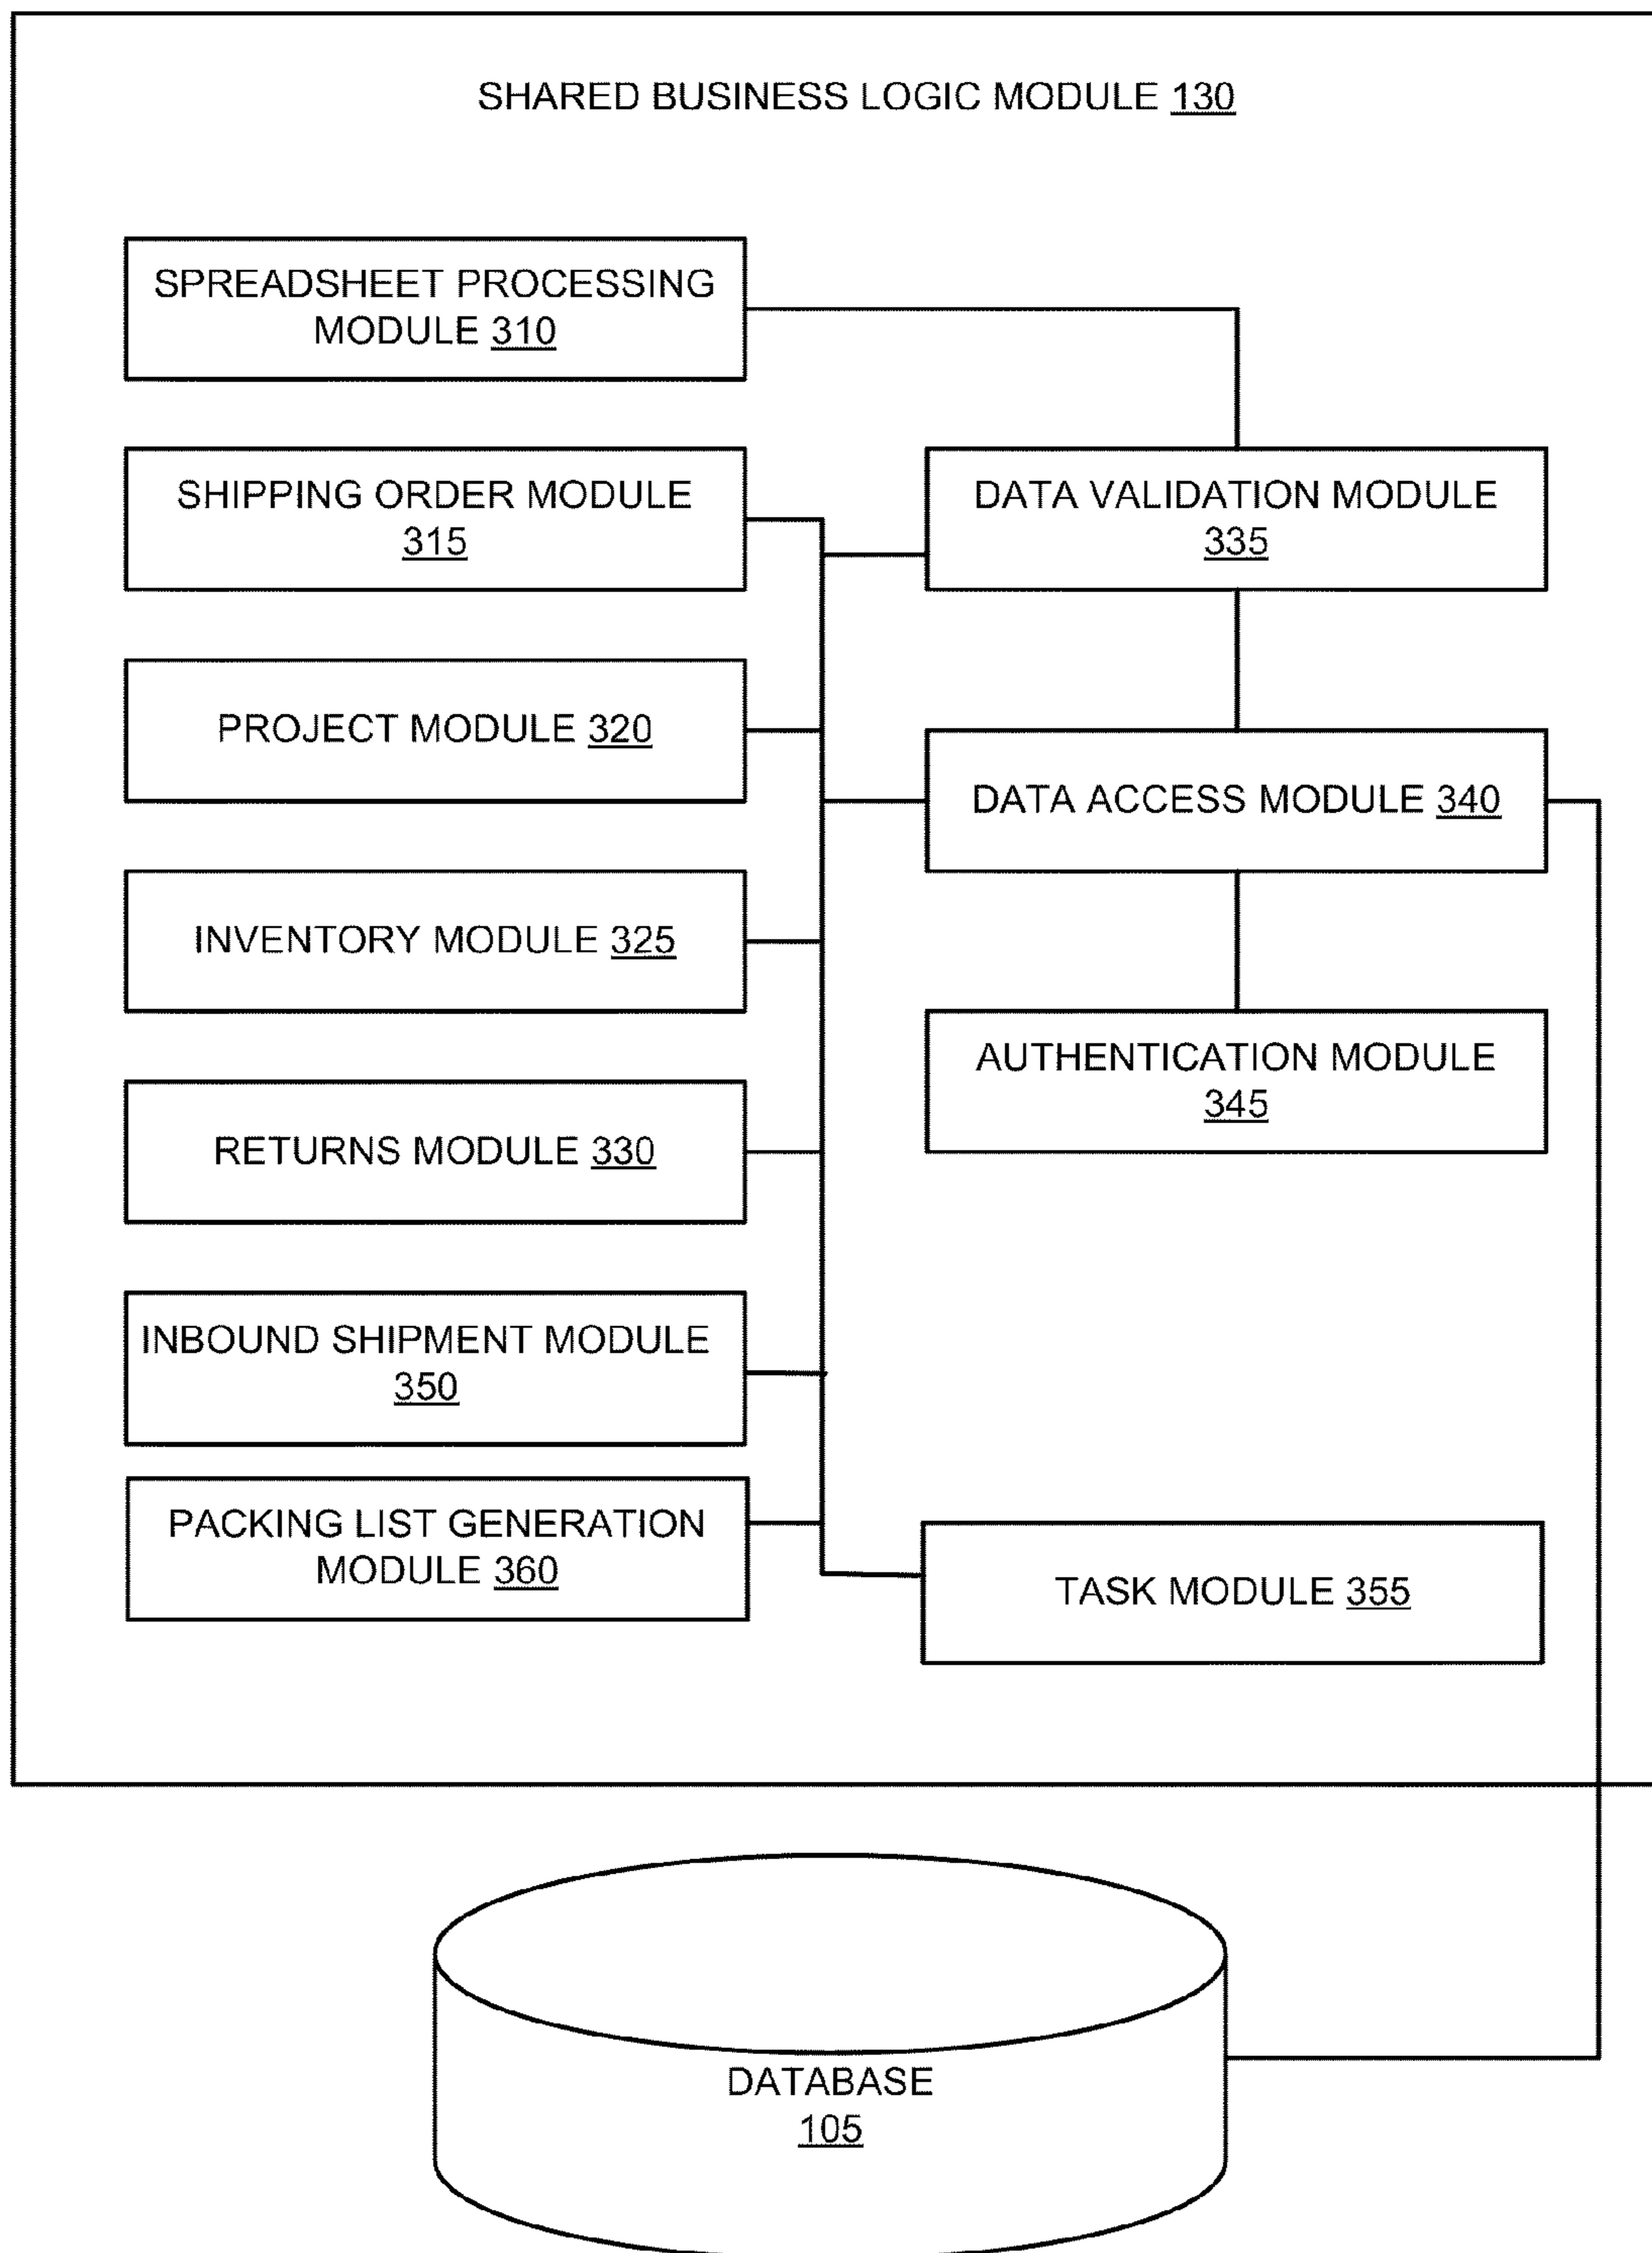 SHARED BUSINESS LOGIC MODULE 130
SPREADSHEET PROCESSING
MODULE 310
SHIPPING ORDER MODULE
315
PROJECT MODULE 320
INVENTORY MODULE 325
RETURNS MODULE 330
INBOUND SHIPMENT MODULE
350
PACKING LIST GENERATION
MODULE 360
DATA VALIDATION MODULE
335
DATA ACCESS MODULE 340
AUTHENTICATION MODULE
345
TASK MODULE 355
DATABASE
105